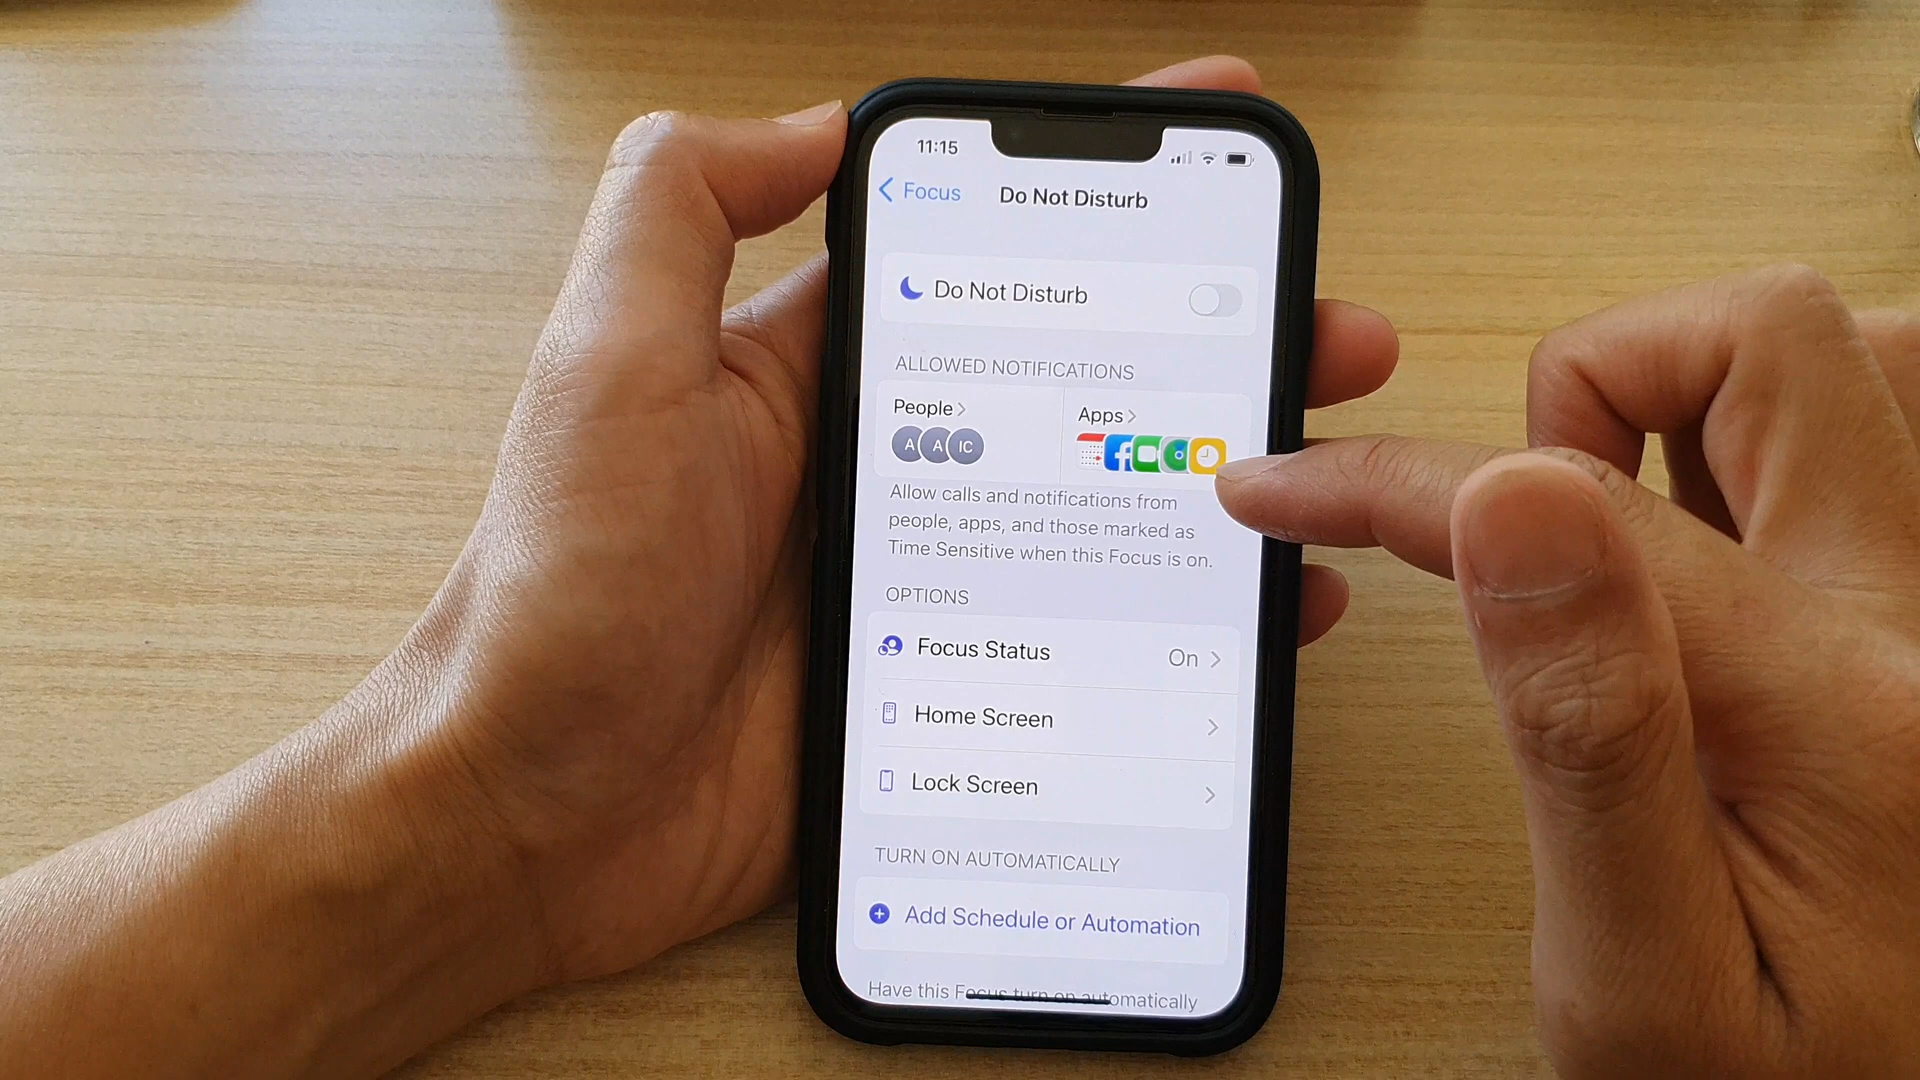 11:15
Focus
Do Not Disturb
Do Not Disturb
ALLOWED NOTIFICATIONS
People
Apps
A A IC
Allow calls and notifications from
people, apps, and those marked as
Time Sensitive when this Focus is on.
OPTIONS
Focus Status On
Home Screen
Lock Screen
TURN ON AUTOMATICALLY
Add Schedule or Automation
Have this Focus turn on automatically